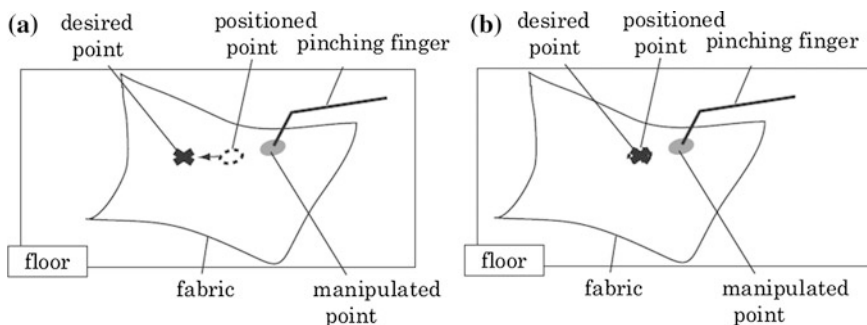 (a)
desired
point
positioned
point
pinching finger
floor
fabric
manipulated
point
(b)
desired
point
positioned
point
pinching finger
floor
fabric
manipulated
point